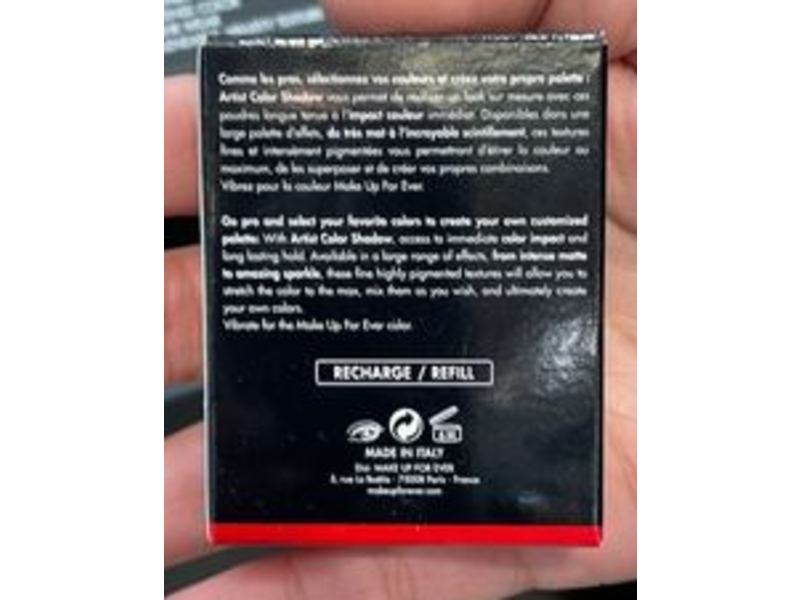 Comme les pros, sélectionnez vos couleurs et créez votre propre palette :
Artist Color Shadow vous permet de réaliser un look sur mesure avec ces
poudres longue tenue à l'impact couleur immédiat. Disponibles dans une
large palette d'effets, du très mat à l'incroyable scintillement, ces textures
fines et intensément pigmentées vous permettront d'étirer la couleur au
maximum, de les superposer et de créer vos propres combinaisons.
Vibrez pour la couleur Make Up For Ever.
Go pro and select your favorite colors to create your own customized
palette: With Artist Color Shadow, access to immediate color impact and
long lasting hold. Available in a large range of effects, from intense matte
to amazing sparkle, these fine highly pigmented textures will allow you to
stretch the color to the max, mix them as you wish, and ultimately create
your own colors.
Vibrate for the Make Up For Ever color.
RECHARGE / REFILL
MADE IN ITALY
Dist. MAKE UP FOR EVER
5, rue La Boétie - 75008 Paris - France
makeupforever.com